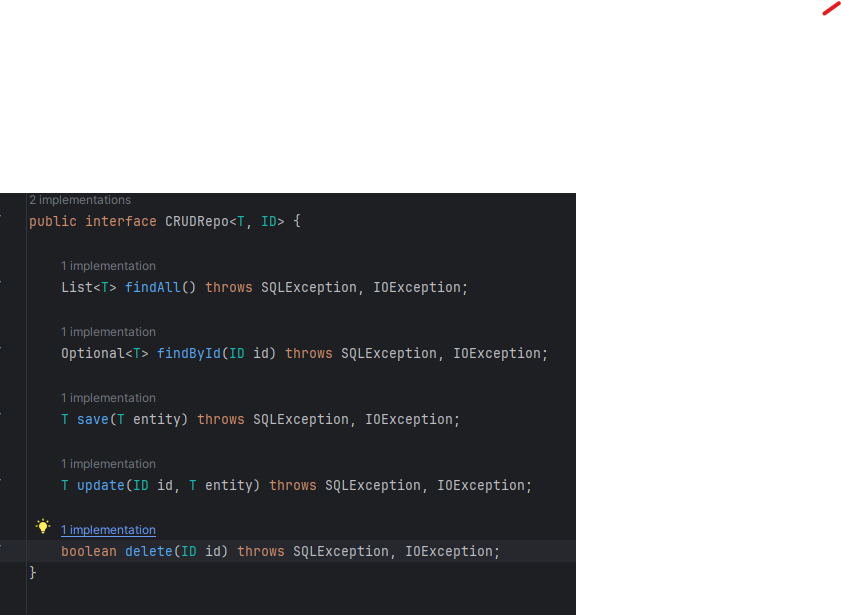 2 implementations
public interface CRUDRepo<T, ID> {
1 implementation
List<T> findAll() throws SQLException, IOException;
1 implementation
Optional<T> findById(ID id) throws SQLException, IOException;
1 implementation
T save(T entity) throws SQLException, IOException;
1 implementation
T update(ID id, T entity) throws SQLException, IOException;
1 implementation
boolean delete(ID id) throws SQLException, IOException;
}